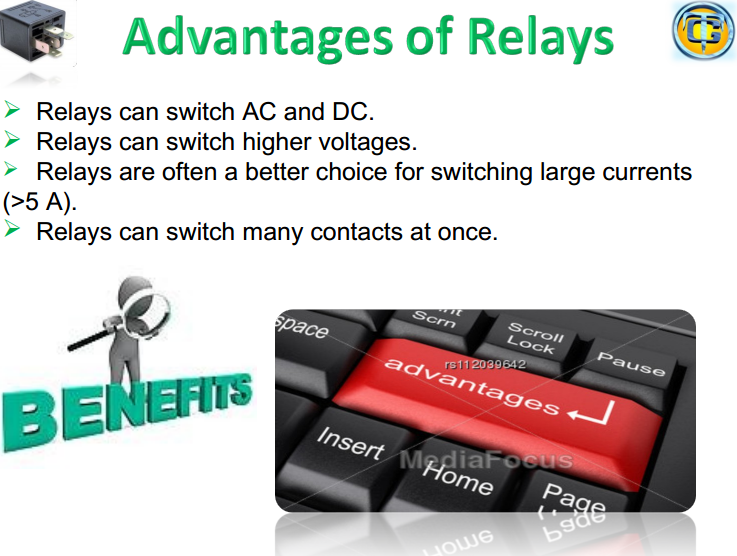 Advantages of Relays
➢ Relays can switch AC and DC.
➢ Relays can switch higher voltages.
➢ Relays are often a better choice for switching large currents
(>5 A).
➢ Relays can switch many contacts at once.
BENEFITS
Scrn
Scroll
Lock
Pause
rs112039642
advantages
Insert
Home
MediaFocus
Page
Home
Page